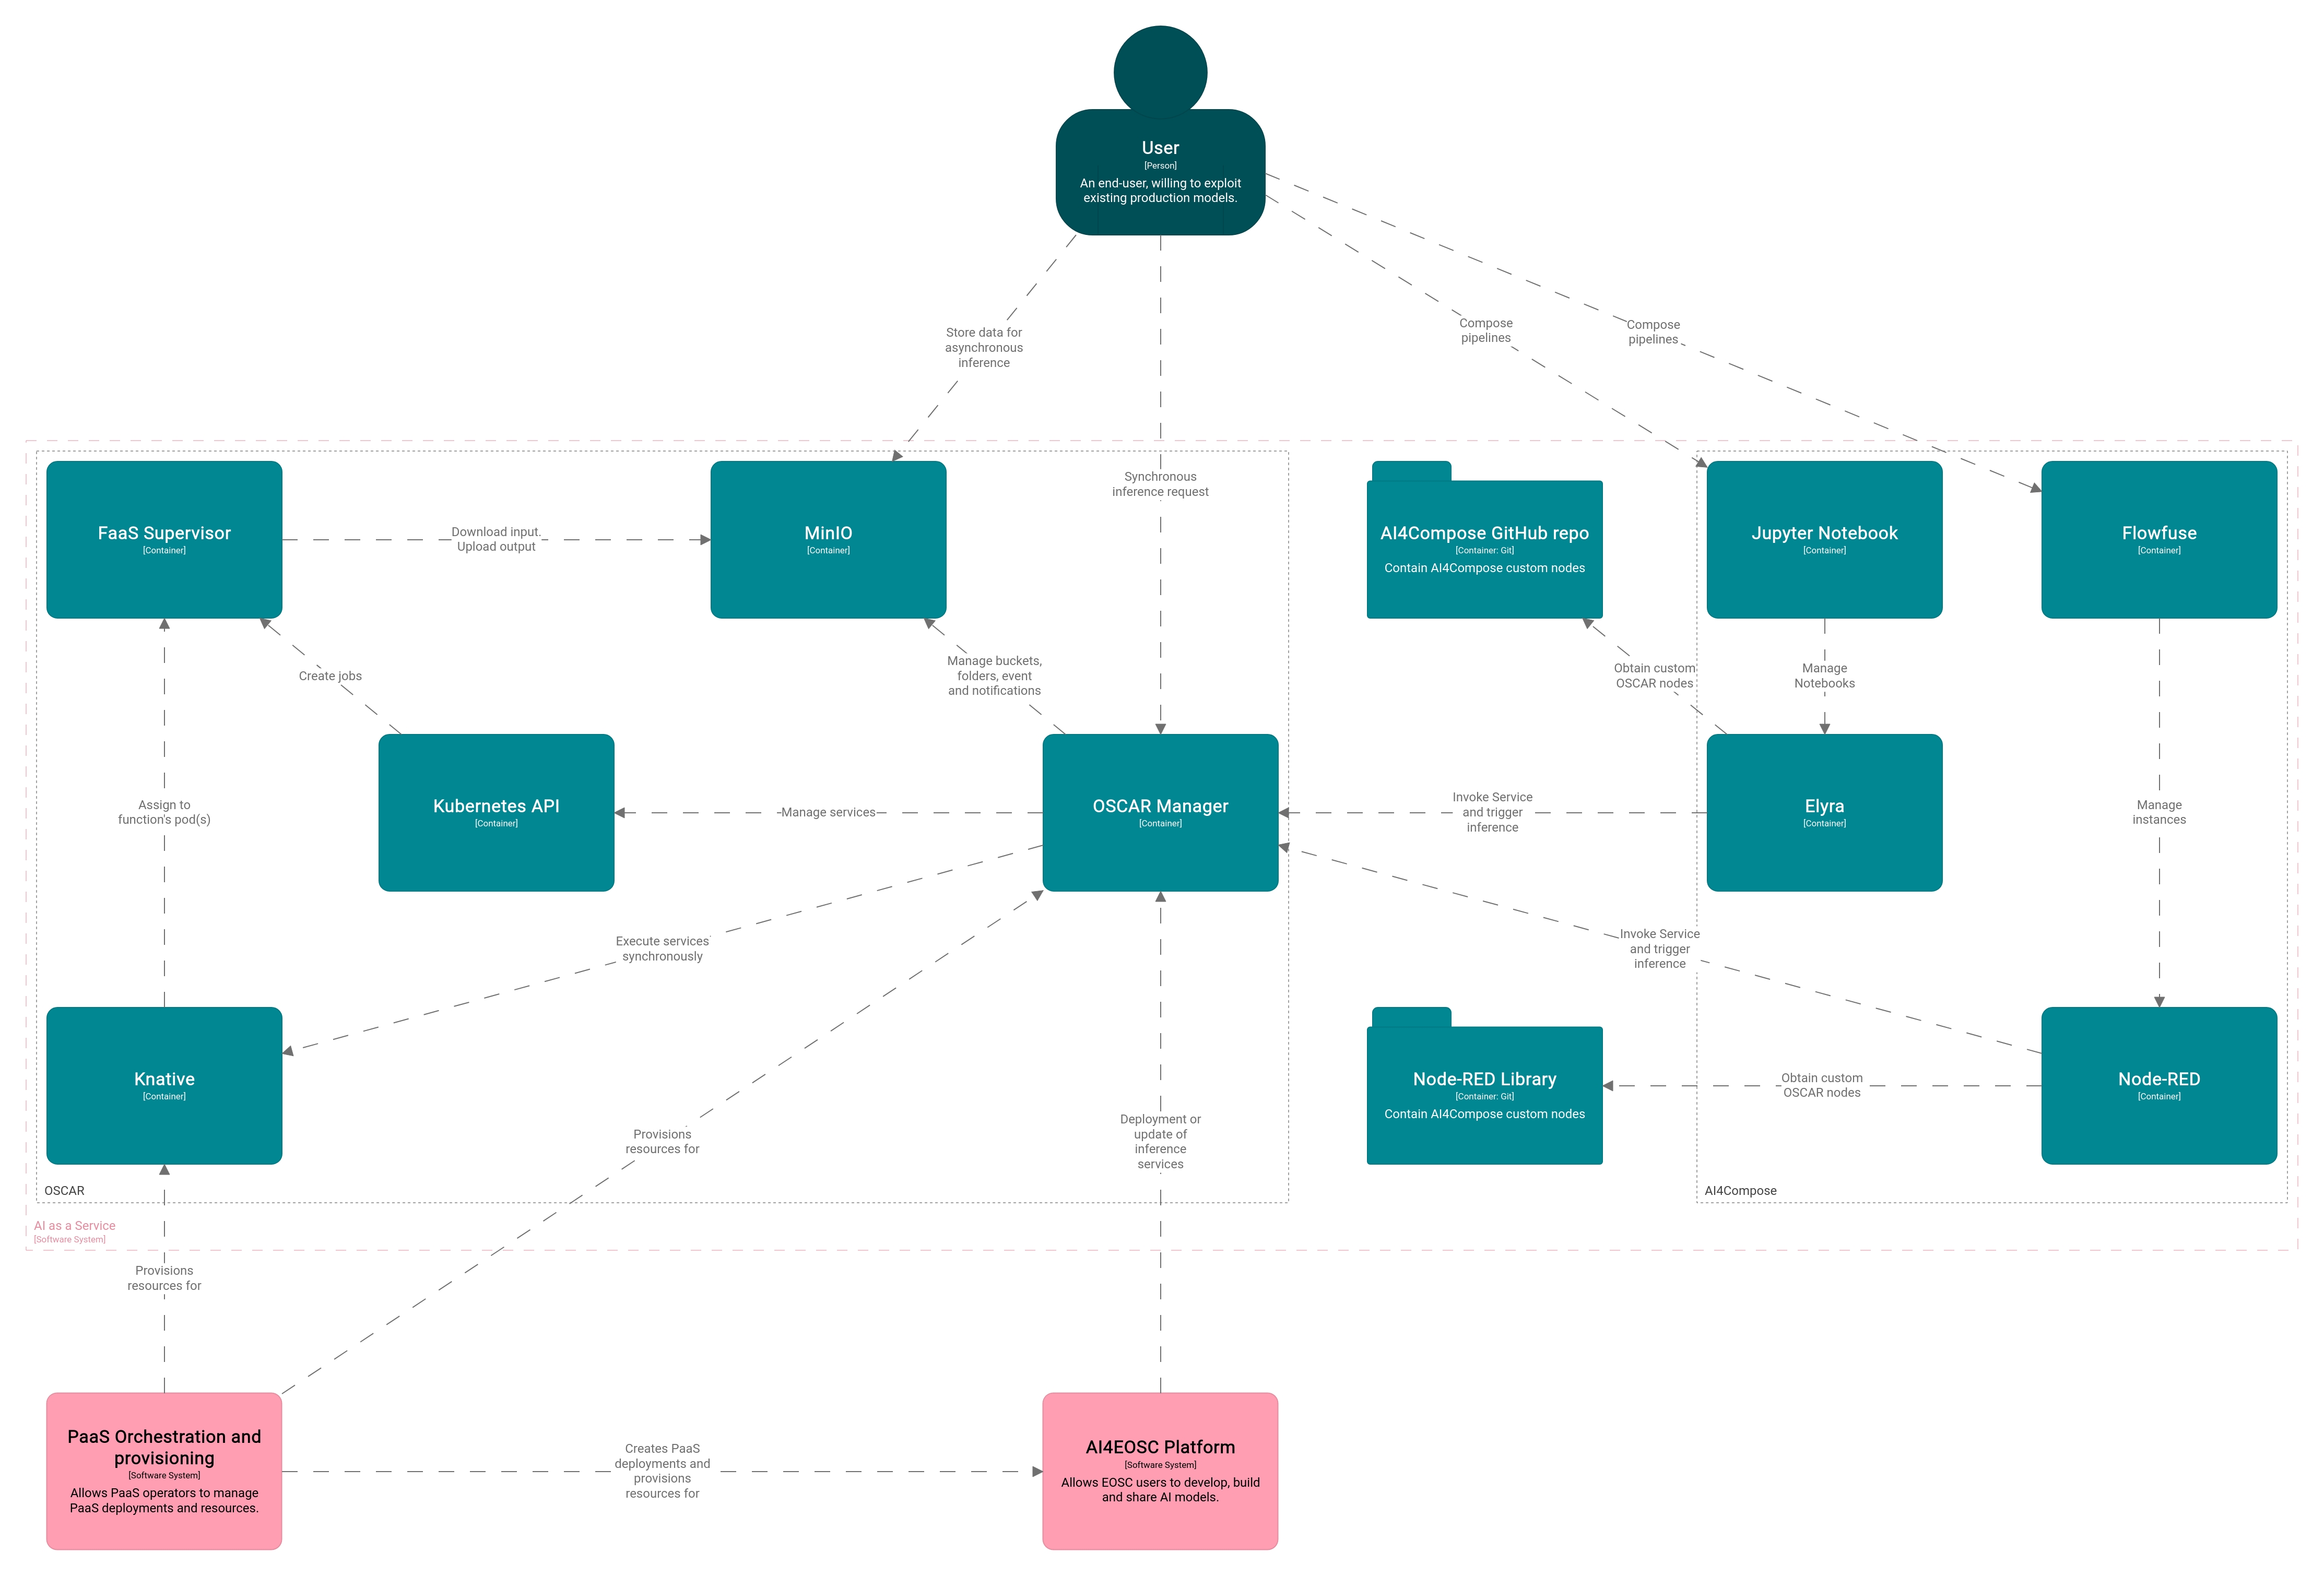 User
[Person]
An end-user, willing to exploit
existing production models.
Store data for
asynchronous
inference
Compose
pipelines
Compose
pipelines
Synchronous
inference request
FaaS Supervisor
[Container]
Download input.
Upload output
MinIO
[Container]
AI4Compose GitHub repo
[Container: Git]
Contain AI4Compose custom nodes
Jupyter Notebook
[Container]
Flowfuse
[Container]
Create jobs
Manage buckets,
folders, event
and notifications
Obtain custom
OSCAR nodes
Manage
Notebooks
Assign to
function's pod(s)
Kubernetes API
[Container]
Manage services
OSCAR Manager
[Container]
Invoke Service
and trigger
inference
Elyra
[Container]
Manage
instances
Execute services
synchronously
Invoke Service
and trigger
inference
Knative
[Container]
Provisions
resources for
Deployment or
update of
inference
services
Node-RED Library
[Container: Git]
Contain AI4Compose custom nodes
Obtain custom
OSCAR nodes
Node-RED
[Container]
OSCAR
AI4Compose
AI as a Service
[Software System]
Provisions
resources for
PaaS Orchestration and
provisioning
[Software System]
Allows PaaS operators to manage
PaaS deployments and resources.
Creates PaaS
deployments and
provisions
resources for
AI4EOSC Platform
[Software System]
Allows EOSC users to develop, build
and share AI models.